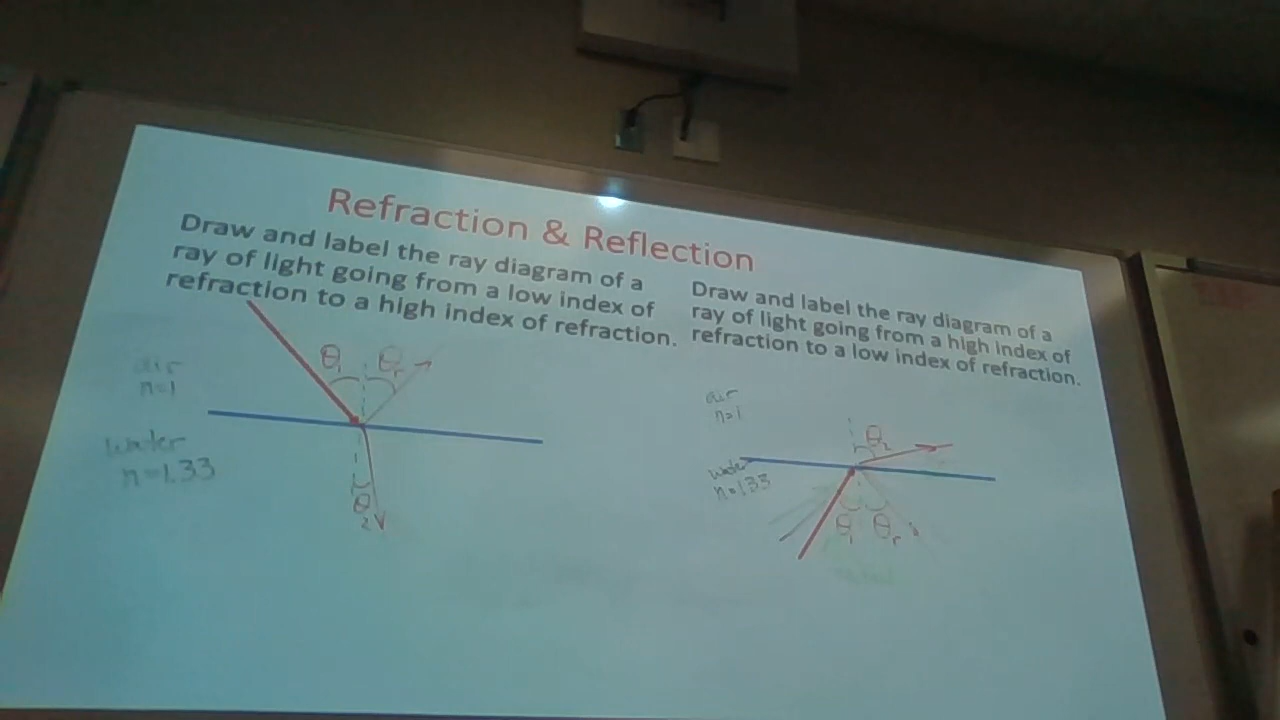 Refraction & Reflection
Draw and label the ray diagram of a
ray of light going from a low index of
refraction to a high index of refraction.
θ₁ θᵣ
air
n=1
water
n=1.33
θ₂
Draw and label the ray diagram of a
ray of light going from a high index of
refraction to a low index of refraction.
air
n=1
θ₂
water
n=1.33
θ₁ θᵣ